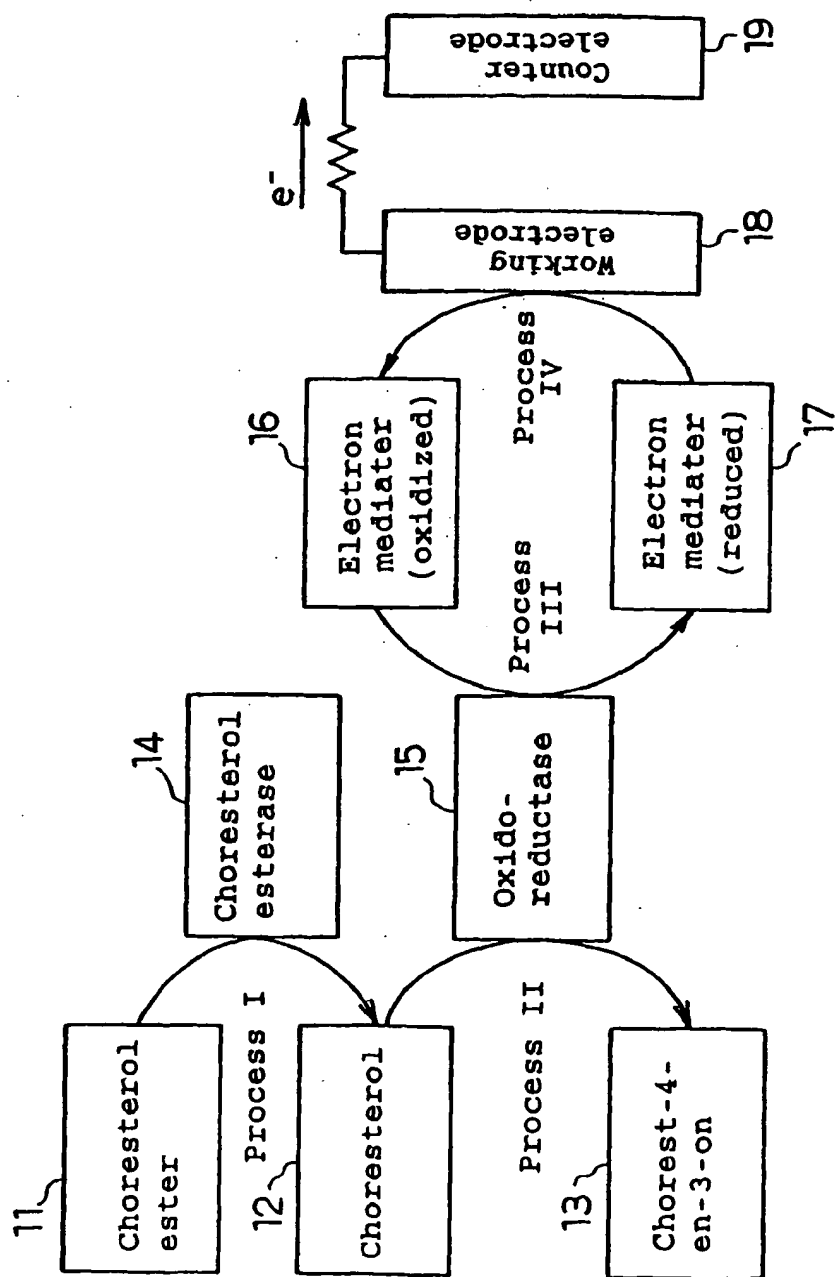 11
Choresterol
ester
Process I
12
Choresterol
Process II
13
Chorest-4-
en-3-on
14
Choresterol
esterase
15
Oxido-
reductase
16
Electron
mediater
(oxidized)
Process
III
Process
IV
Electron
mediater
(reduced)
17
e⁻
Working
electrode
18
Counter
electrode
19